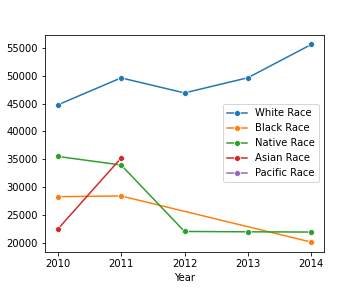 55000
50000
45000
40000
35000
30000
25000
20000
White Race
Black Race
Native Race
Asian Race
Pacific Race
2010 2011 2012 2013 2014
Year